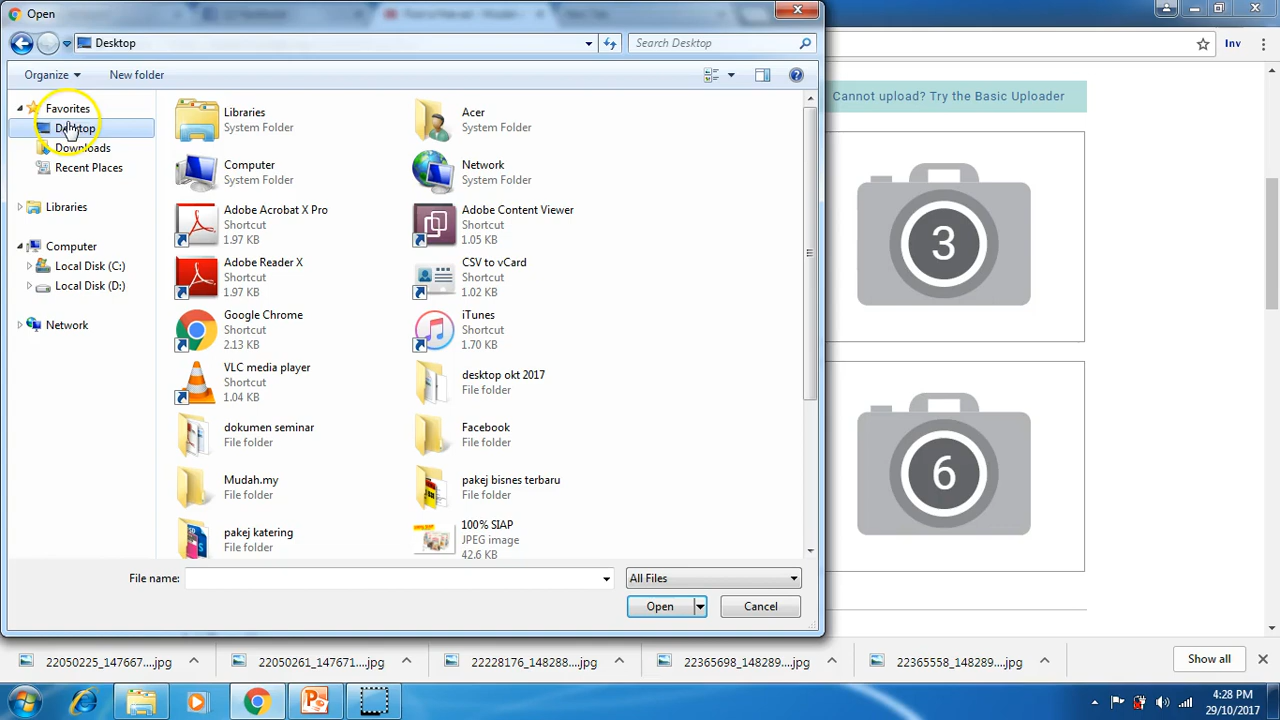 Open
Desktop
Search Desktop
Inv
Organize
New folder
Cannot upload? Try the Basic Uploader
Favorites
Desktop
Downloads
Recent Places
Libraries
Computer
Local Disk (C:)
Local Disk (D:)
Network
Libraries
System Folder
Acer
System Folder
Computer
System Folder
Network
System Folder
Adobe Acrobat X Pro
Shortcut
1.97 KB
Adobe Content Viewer
Shortcut
1.05 KB
Adobe Reader X
Shortcut
1.97 KB
CSV to vCard
Shortcut
1.02 KB
Google Chrome
Shortcut
2.13 KB
iTunes
Shortcut
1.70 KB
VLC media player
Shortcut
1.04 KB
desktop okt 2017
File folder
dokumen seminar
File folder
Facebook
File folder
Mudah.my
File folder
pakej bisnes terbaru
File folder
pakej katering
File folder
100% SIAP
JPEG image
42.6 KB
3
6
File name:
All Files
Open
Cancel
22050225_147667....jpg
22050261_147671....jpg
22228176_148288....jpg
22365698_148289....jpg
22365558_148289....jpg
Show all
4:28 PM
29/10/2017